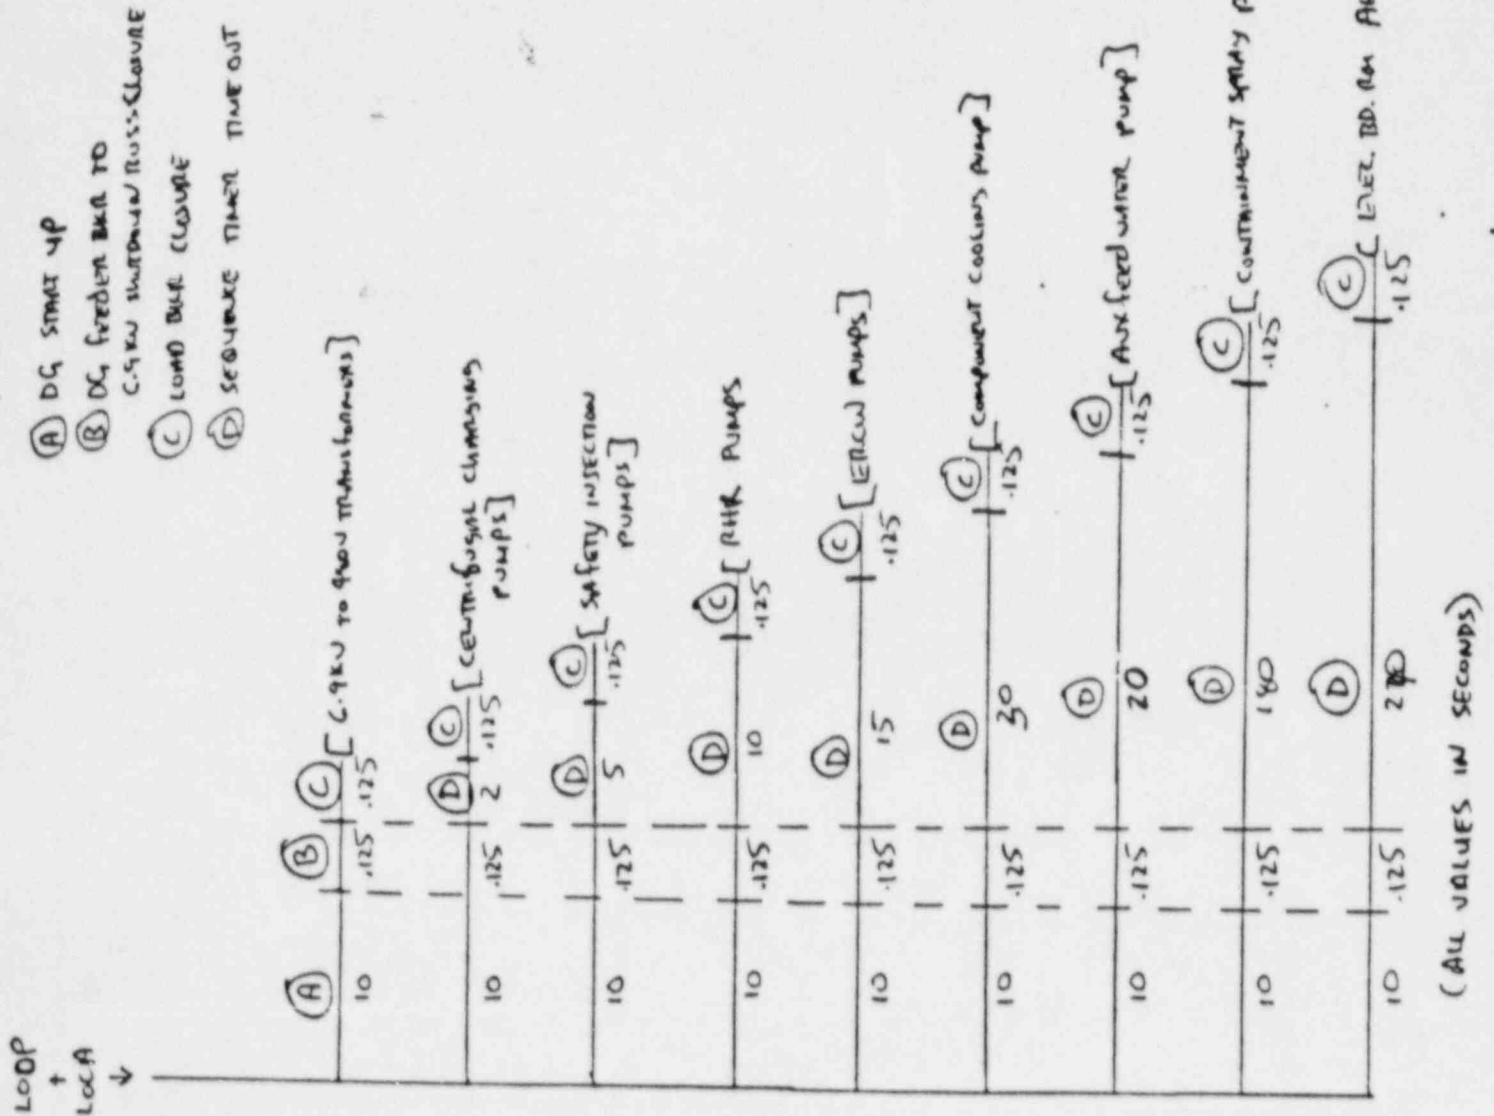 LOOP
+
LOCA
↓
(A) DG START UP
(B) DG FEEDER BKR TO
6.9KV SHUTDOWN BUSS CLOSURE
(C) LOAD BKR CLOSURE
(D) SEQUENCE TIMER TIME OUT
(A) (B) (C) [6.9KV TO 480V TRANSFORMERS]
10 .125 .125
(D) (C) [CENTRIFUGAL CHARGING
PUMPS]
10 .125 2 .125
(D) (C) [SAFETY INJECTION
PUMPS]
10 .125 5 .125
(D) (C) [RHR PUMPS
10 .125 10 .125
(D) (C) [ERCW PUMPS]
10 .125 15 .125
(D) (C) [COMPONENT COOLING PUMP]
10 .125 30 .125
(D) (C) [AUX FEEDWATER PUMP]
10 .125 20 .125
(D) (C) [CONTAINMENT SPRAY P
10 .125 180 .125
(D) (C) [ELEC. BD. RM
10 .125 .125
(ALL VALUES IN SECONDS)